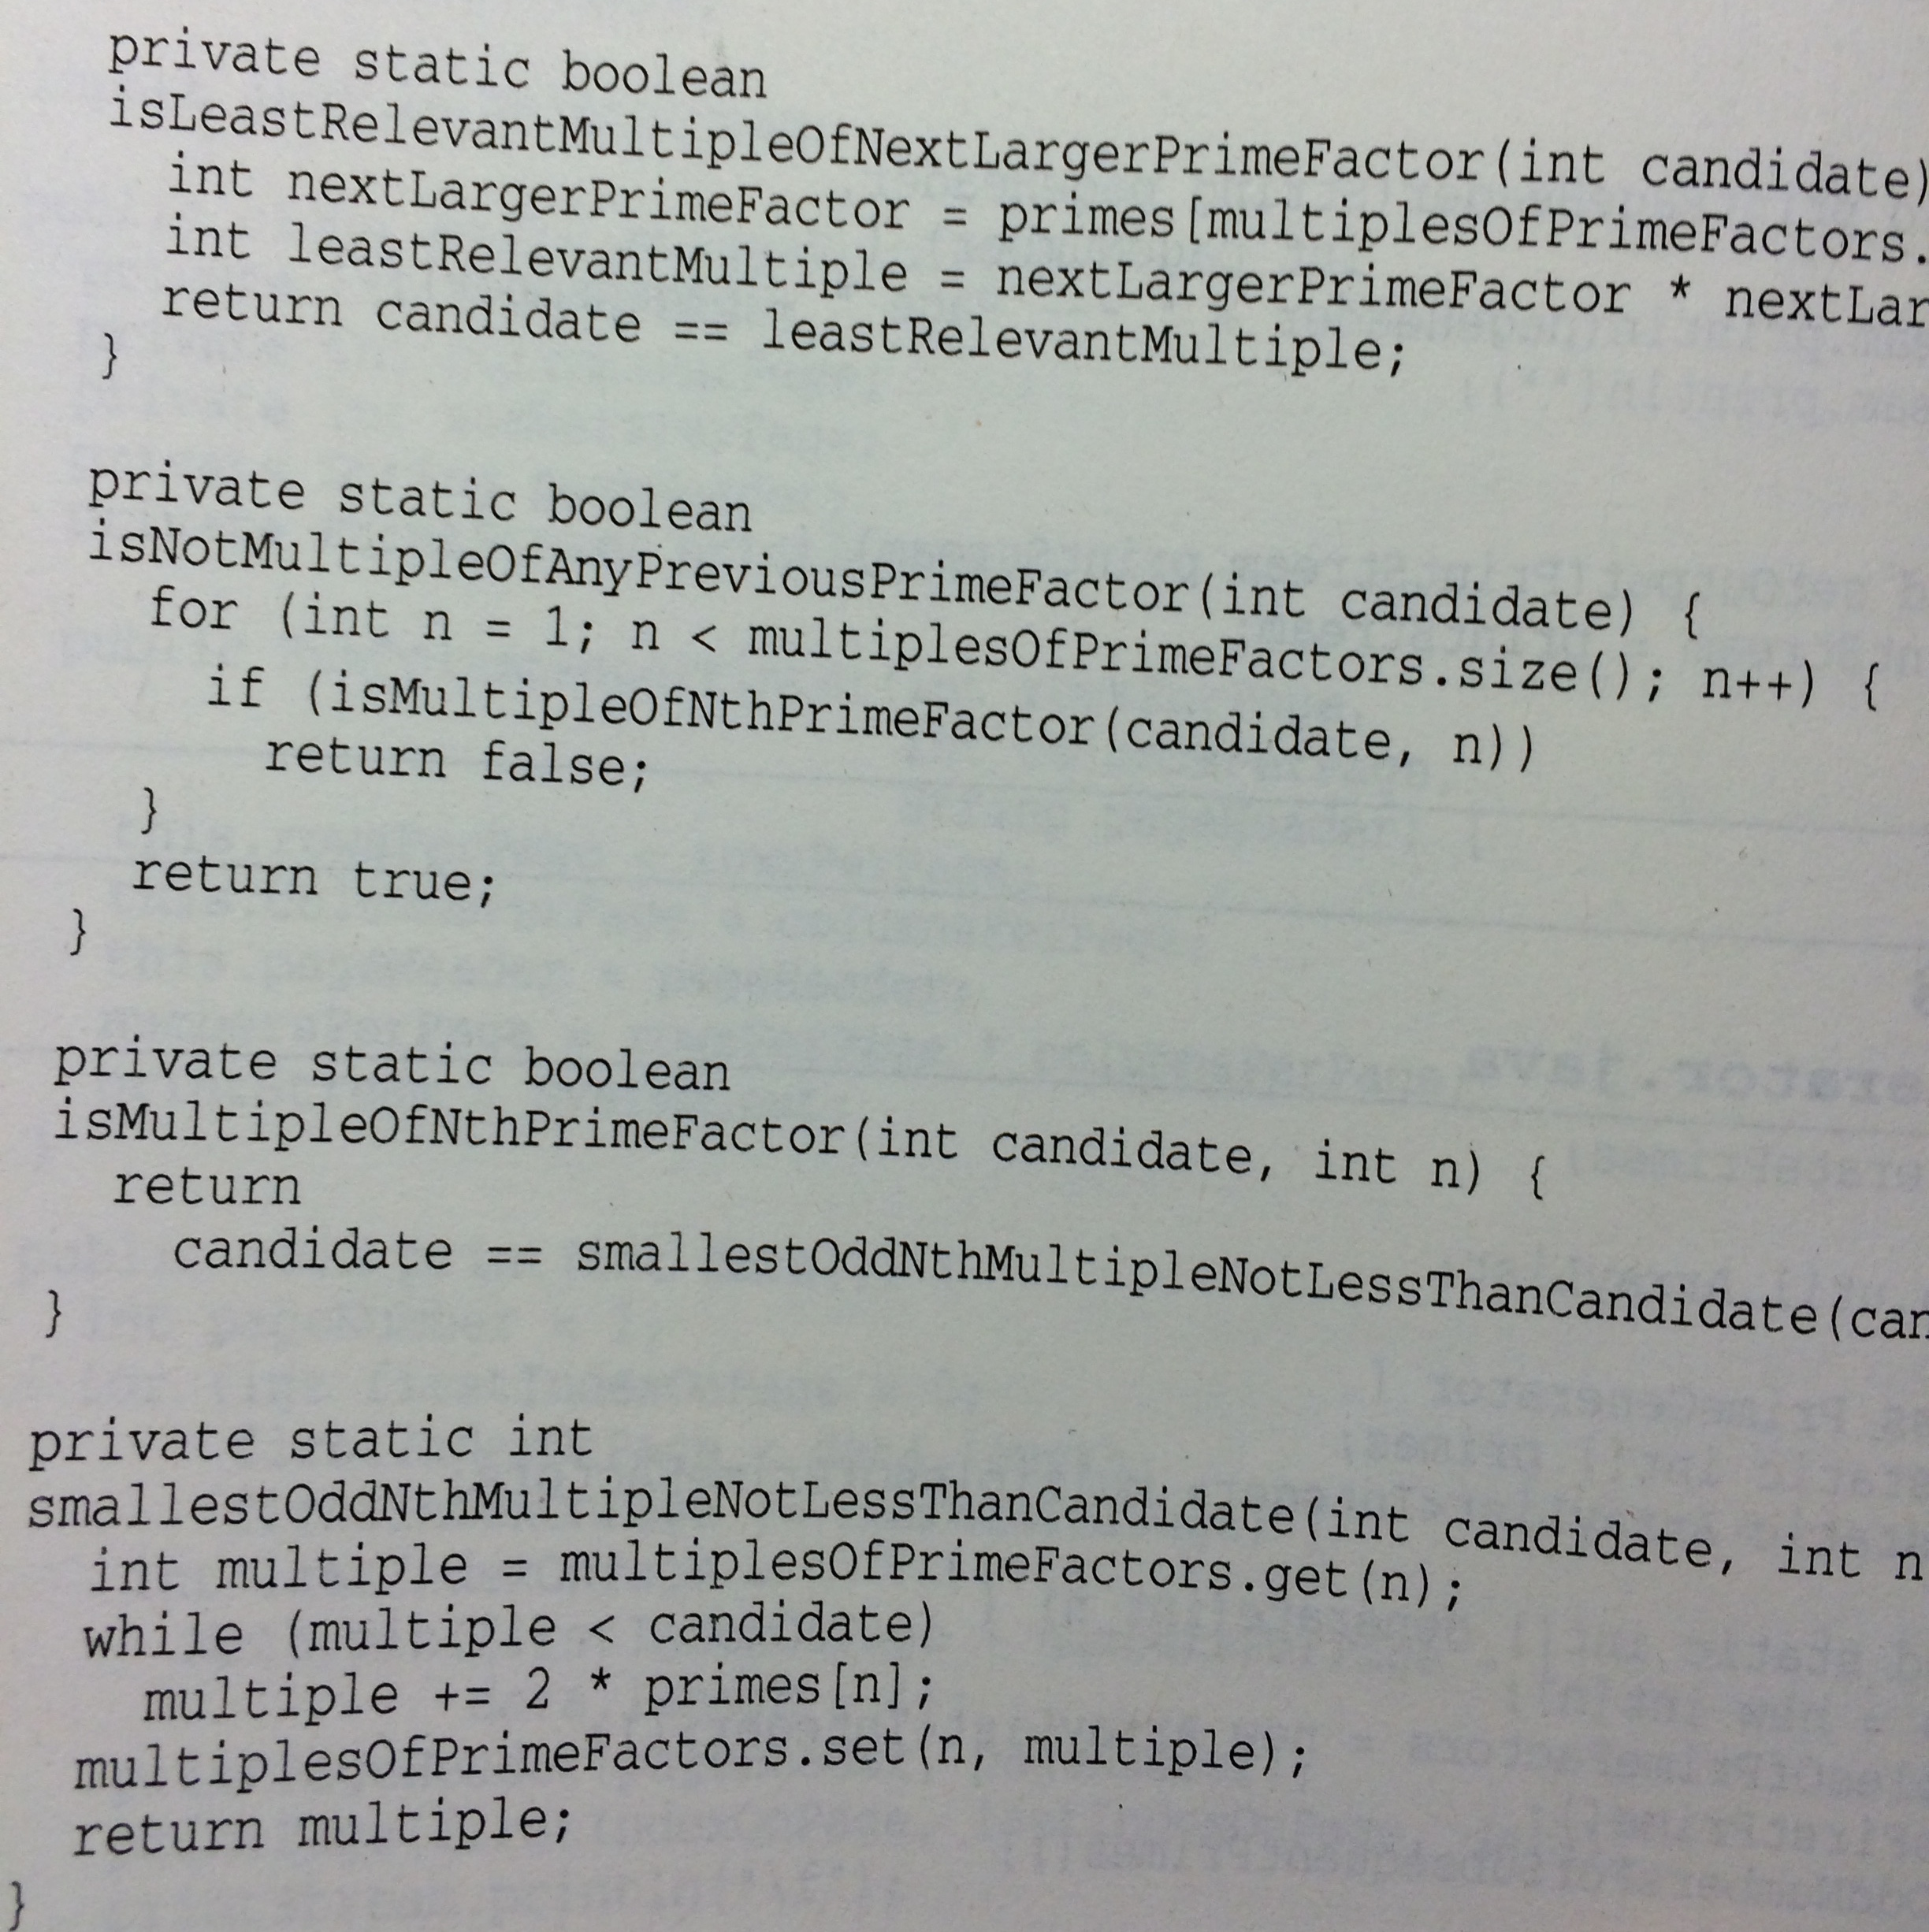 private static boolean
isLeastRelevantMultipleOfNextLargerPrimeFactor(int candidate)
int nextLargerPrimeFactor = primes[multiplesOfPrimeFactors.
int leastRelevantMultiple = nextLargerPrimeFactor * nextLar
return candidate == leastRelevantMultiple;
}
private static boolean
isNotMultipleOfAnyPreviousPrimeFactor(int candidate) {
for (int n = 1; n < multiplesOfPrimeFactors.size(); n++) {
if (isMultipleOfNthPrimeFactor(candidate, n))
return false;
}
return true;
}
private static boolean
isMultipleOfNthPrimeFactor(int candidate, int n) {
return
candidate == smallestOddNthMultipleNotLessThanCandidate(can
}
private static int
smallestOddNthMultipleNotLessThanCandidate(int candidate, int n
int multiple = multiplesOfPrimeFactors.get(n);
while (multiple < candidate)
multiple += 2 * primes[n];
multiplesOfPrimeFactors.set(n, multiple);
return multiple;
}